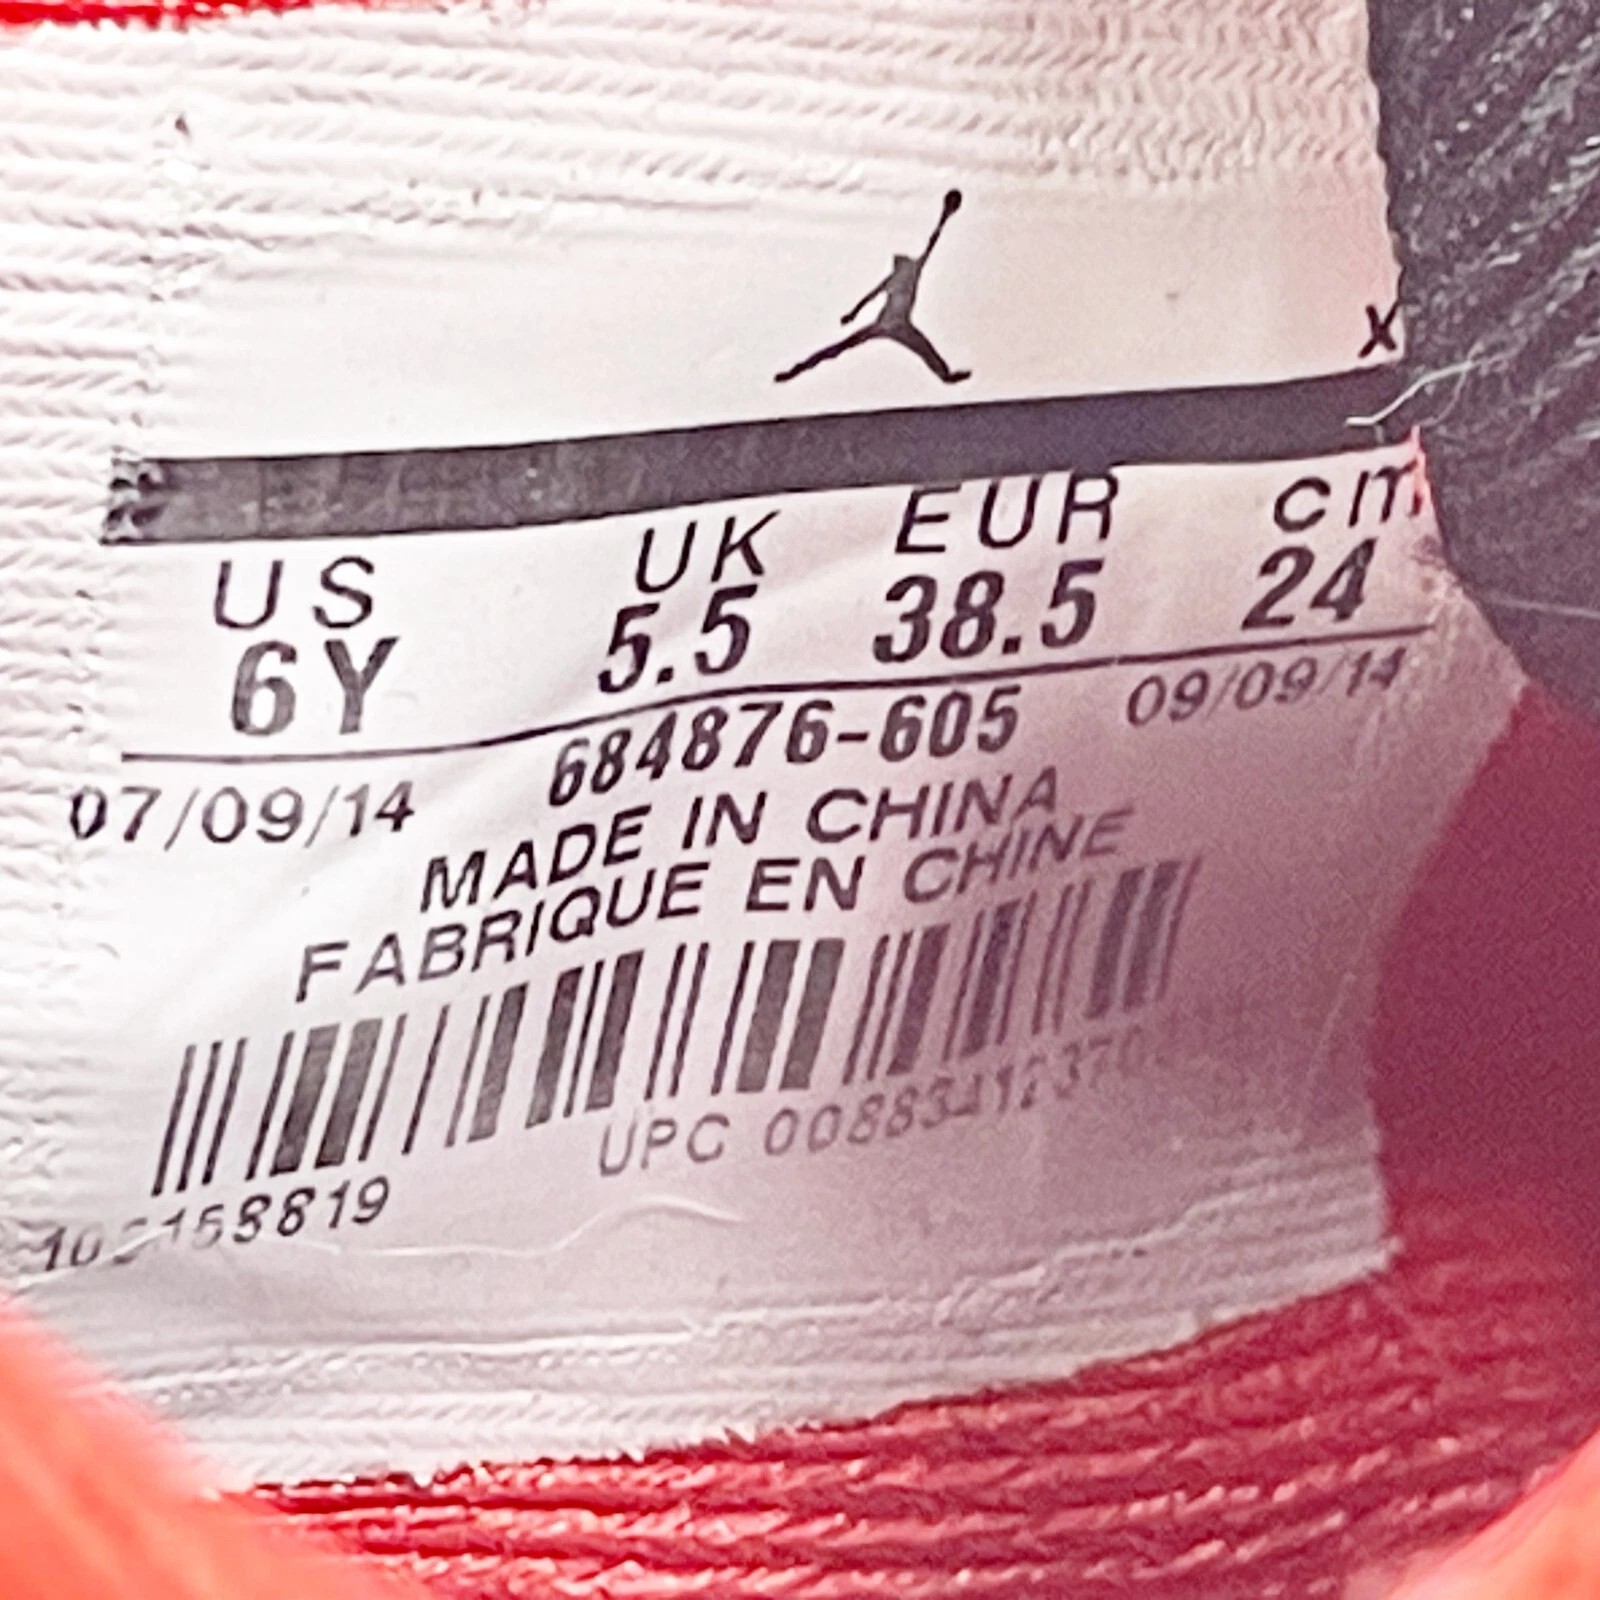 X
US UK EUR cm
6Y 5.5 38.5 24
07/09/14 684876-605 09/09/14
MADE IN CHINA
FABRIQUE EN CHINE
UPC